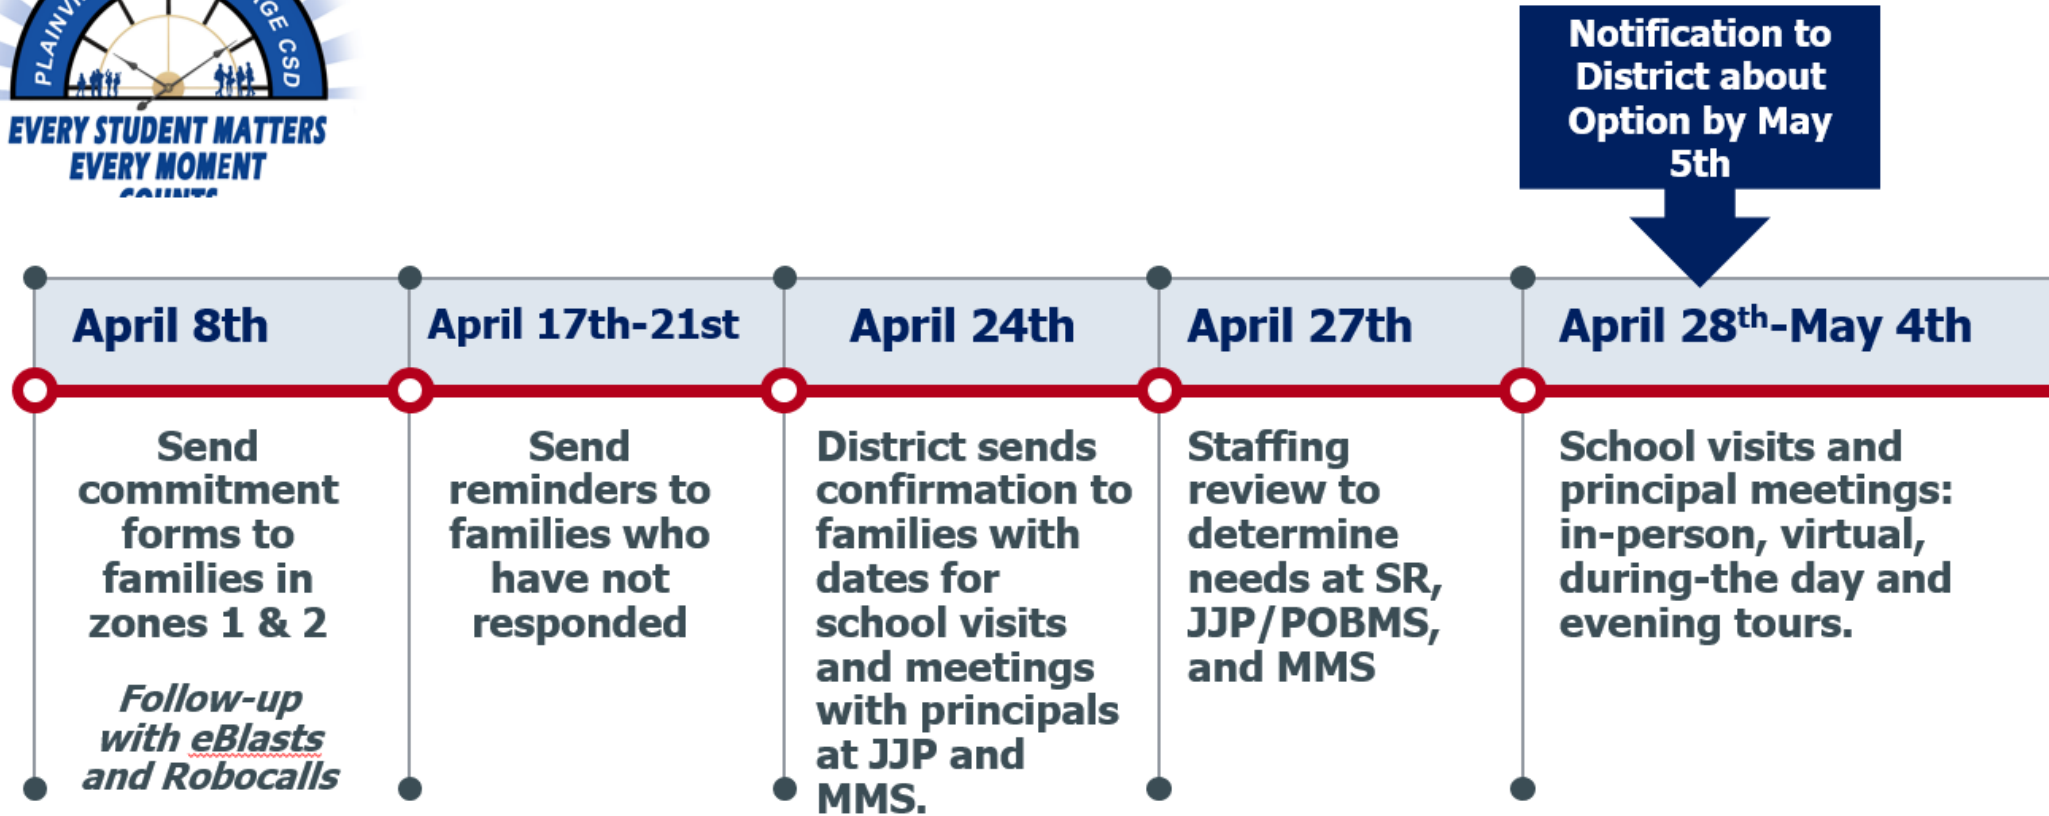 EVERY STUDENT MATTERS
EVERY MOMENT
COUNTS
Notification to
District about
Option by May
5th
April 8th
Send
commitment
forms to
families in
zones 1 & 2
Follow-up
with eBlasts
and Robocalls
April 17th-21st
Send
reminders to
families who
have not
responded
April 24th
District sends
confirmation to
families with
dates for
school visits
and meetings
with principals
at JJP and
MMS.
April 27th
Staffing
review to
determine
needs at SR,
JJP/POBMS,
and MMS
April 28th-May 4th
School visits and
principal meetings:
in-person, virtual,
during-the day and
evening tours.